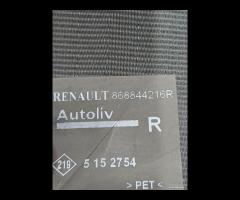 RENAULT 868844216R
Autoliv
R
219 5 15 2754
> PET <